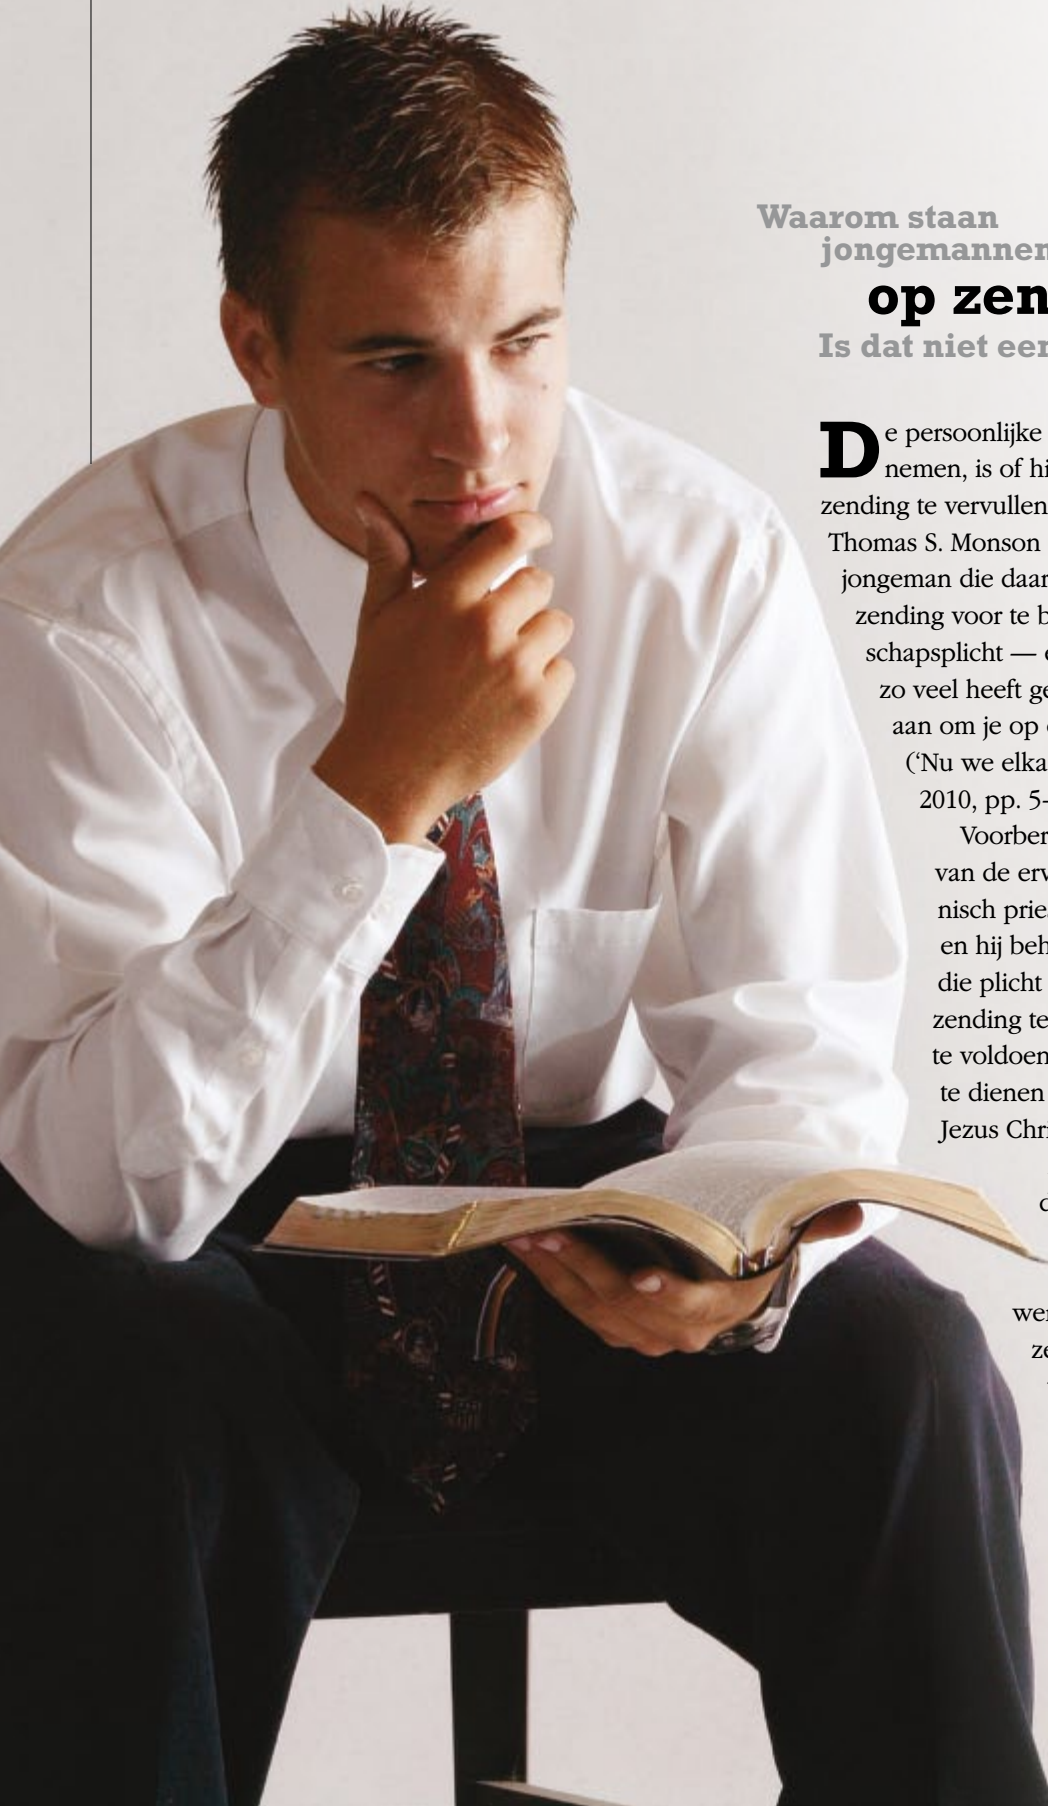 Waarom staan
jongemannen
op zen
Is dat niet een
De persoonlijke
nemen, is of hi
zending te vervullen
Thomas S. Monson
jongeman die daar
zending voor te b
schapsplicht — e
zo veel heeft ge
aan om je op
(‘Nu we elka
2010, pp. 5-
Voorber
van de erv
nisch pries
en hij beh
die plicht
zending te
te voldoen
te dienen
Jezus Chri
wer
ze